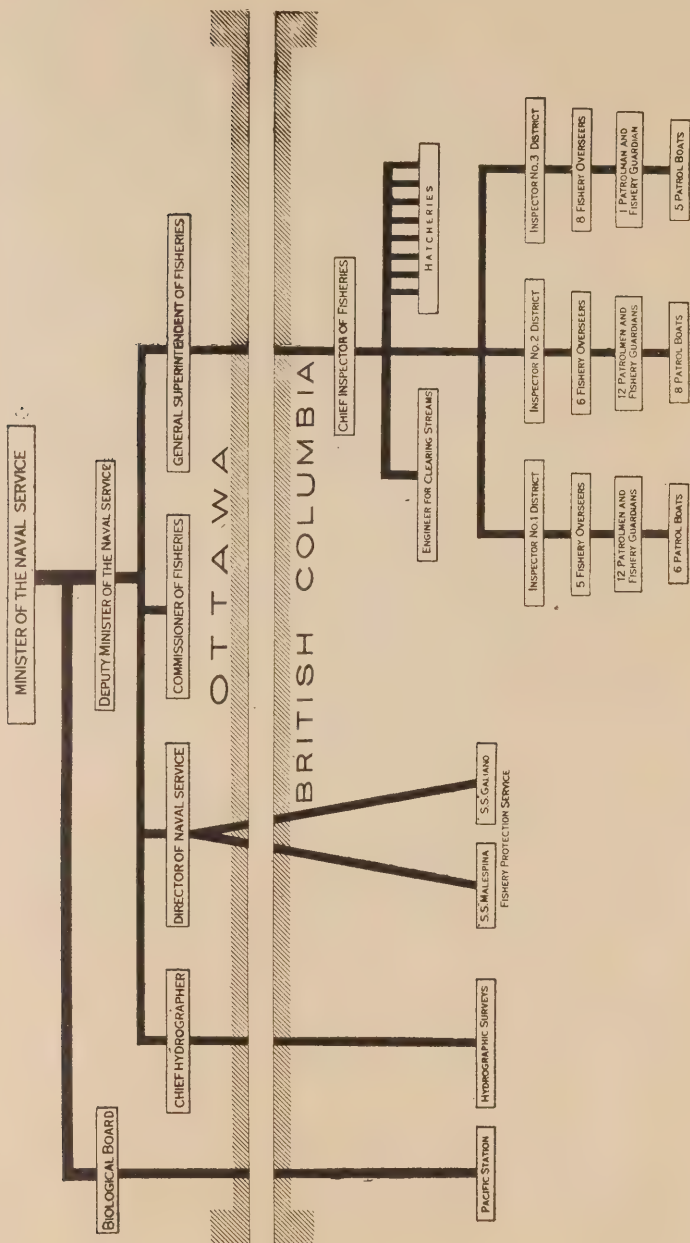 MINISTER OF THE NAVAL SERVICE
BIOLOGICAL BOARD
DEPUTY MINISTER OF THE NAVAL SERVICE
CHIEF HYDROGRAPHER
DIRECTOR OF NAVAL SERVICE
COMMISSIONER OF FISHERIES
GENERAL SUPERINTENDENT OF FISHERIES
OTTAWA
BRITISH COLUMBIA
CHIEF INSPECTOR OF FISHERIES
ENGINEER FOR CLEARING STREAMS
HATCHERIES
PACIFIC STATION
HYDROGRAPHIC SURVEYS
S.S. MALESPINA
S.S. GALIANO
FISHERY PROTECTION SERVICE
INSPECTOR No. 1 DISTRICT
INSPECTOR No. 2 DISTRICT
INSPECTOR No. 3 DISTRICT
5 FISHERY OVERSEERS
6 FISHERY OVERSEERS
8 FISHERY OVERSEERS
12 PATROLMEN AND
FISHERY GUARDIANS
12 PATROLMEN AND
FISHERY GUARDIANS
1 PATROLMAN AND
FISHERY GUARDIAN
6 PATROL BOATS
8 PATROL BOATS
5 PATROL BOATS